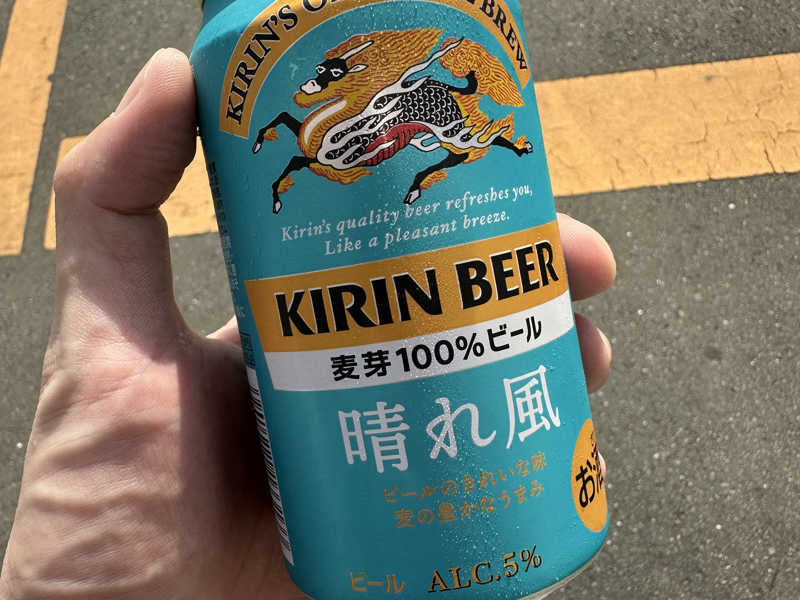 KIRIN'S BREW
Kirin's quality beer refreshes you,
Like a pleasant breeze.
KIRIN BEER
麦芽100%ビール
晴れ風
ビールのきれいな味
麦の豊かなうまみ
お酒
ビール ALC.5%